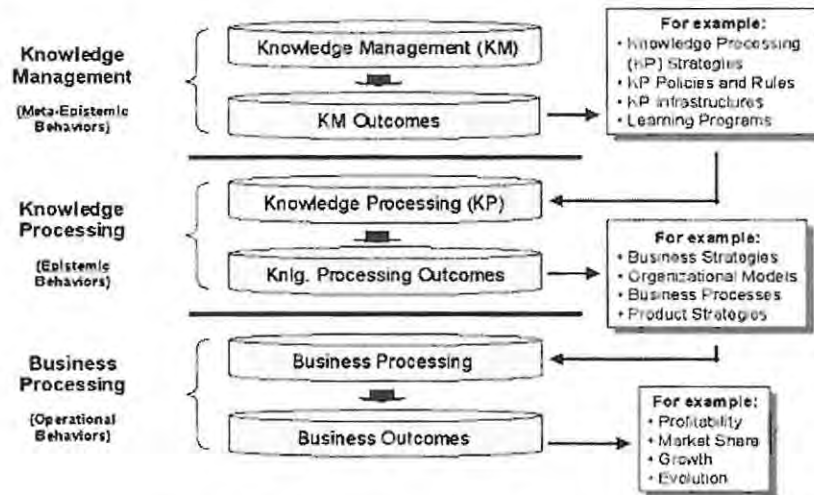 Knowledge
Management
(Meta-Epistemic
Behaviors)
Knowledge Management (KM)
KM Outcomes
For example:
• Knowledge Processing
(KP) Strategies
• KP Policies and Rules
• KP Infrastructures
• Learning Programs
Knowledge
Processing
(Epistemic
Behaviors)
Knowledge Processing (KP)
Knlg. Processing Outcomes
For example:
• Business Strategies
• Organizational Models
• Business Processes
• Product Strategies
Business
Processing
(Operational
Behaviors)
Business Processing
Business Outcomes
For example:
• Profitability
• Market Share
• Growth
• Evolution